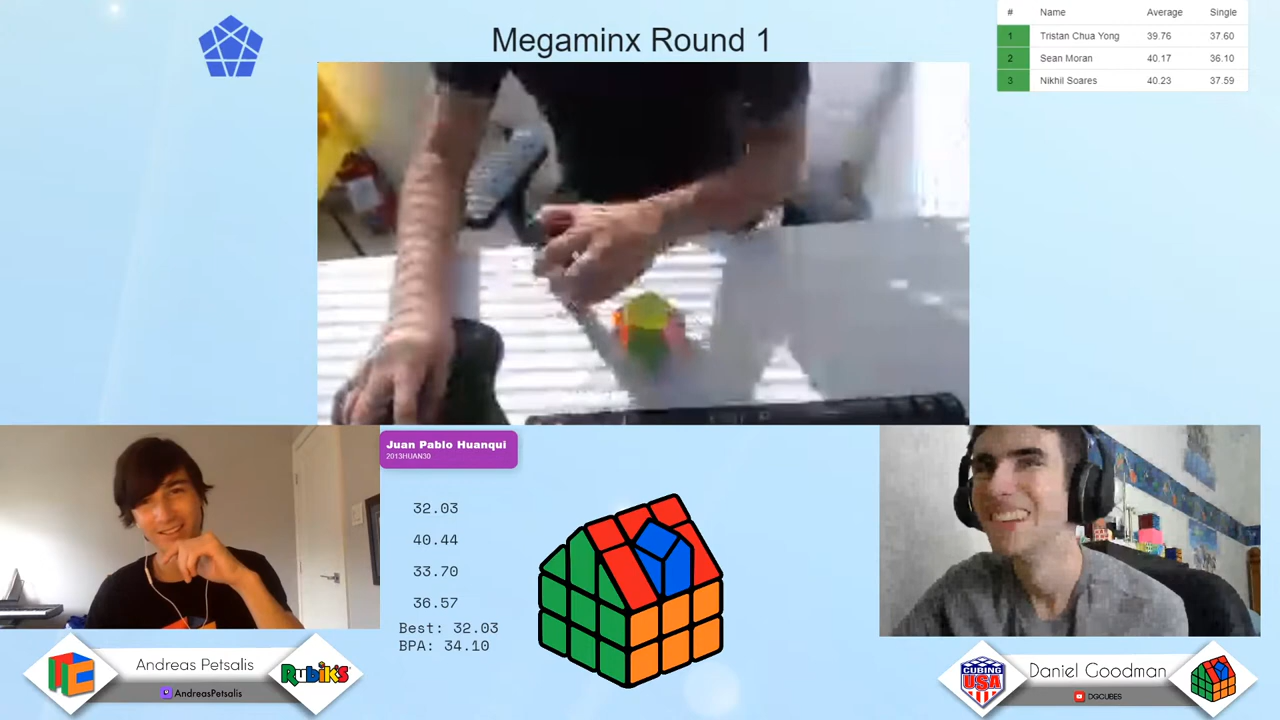 Megaminx Round 1
# Name Average Single
1 Tristan Chua Yong 39.76 37.60
2 Sean Moran 40.17 36.10
3 Nikhil Soares 40.23 37.59
Juan Pablo Huanqui
2013HUAN30
32.03
40.44
33.70
36.57
Best: 32.03
BPA: 34.10
TC
Andreas Petsalis
AndreasPetsalis
Rubik's
CUBING
USA
Daniel Goodman
DGCUBES